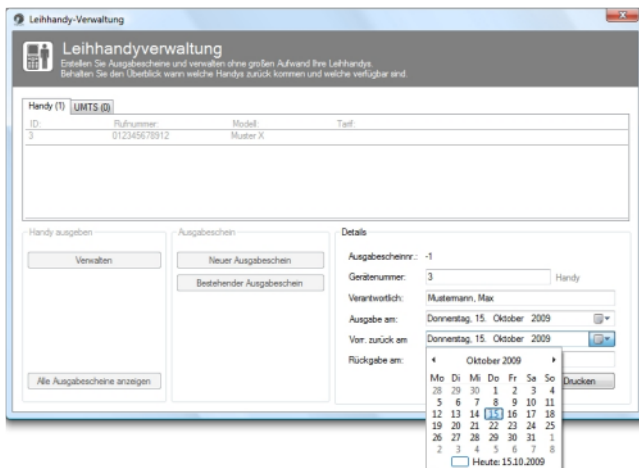 Leihhandy-Verwaltung
Leihhandyverwaltung
Erstellen Sie Ausgabescheine und verwalten ohne großen Aufwand Ihre Leihhandys.
Behalten Sie den Überblick wann welche Handys zurück kommen und welche verfügbar sind.
Handy (1) UMTS (0)
ID: Rufnummer: Modell: Tarif:
3 012345678912 Muster X
Handy ausgeben Ausgabeschein Details
Verwalten Neuer Ausgabeschein Ausgabescheinnr.: -1
Bestehender Ausgabeschein Gerätenummer: 3 Handy
Verantwortlich: Mustermann, Max
Ausgabe am: Donnerstag, 15. Oktober 2009
Vorr. zurück am Donnerstag, 15. Oktober 2009
Rückgabe am:
Oktober 2009
Alle Ausgabescheine anzeigen Drucken
Mo Di Mi Do Fr Sa So
28 29 30 1 2 3 4
5 6 7 8 9 10 11
12 13 14 15 16 17 18
19 20 21 22 23 24 25
26 27 28 29 30 31 1
2 3 4 5 6 7 8
Heute: 15.10.2009